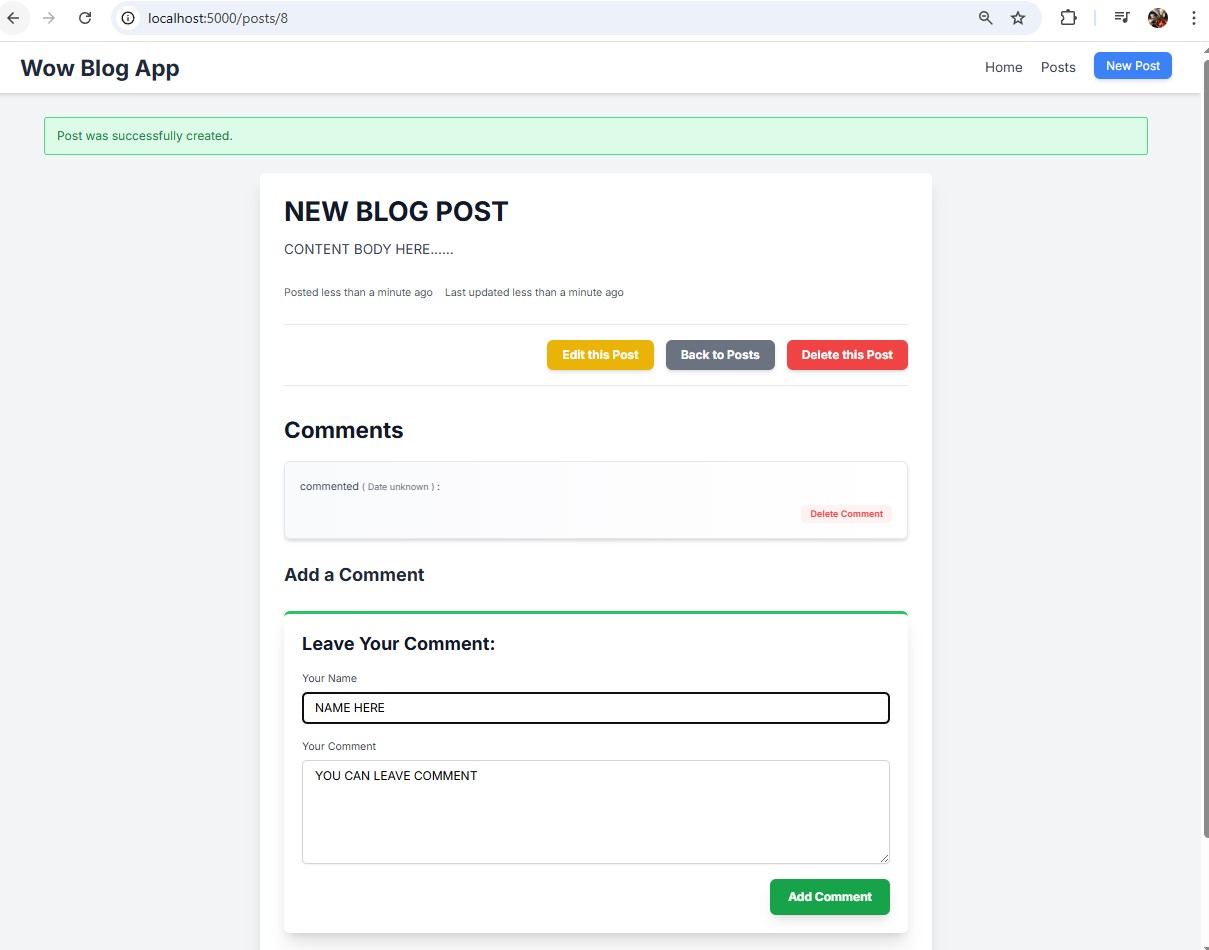 localhost:5000/posts/8
Wow Blog App
Home Posts New Post
Post was successfully created.
NEW BLOG POST
CONTENT BODY HERE......
Posted less than a minute ago Last updated less than a minute ago
Edit this Post Back to Posts Delete this Post
Comments
commented ( Date unknown ) :
Delete Comment
Add a Comment
Leave Your Comment:
Your Name
NAME HERE
Your Comment
YOU CAN LEAVE COMMENT
Add Comment